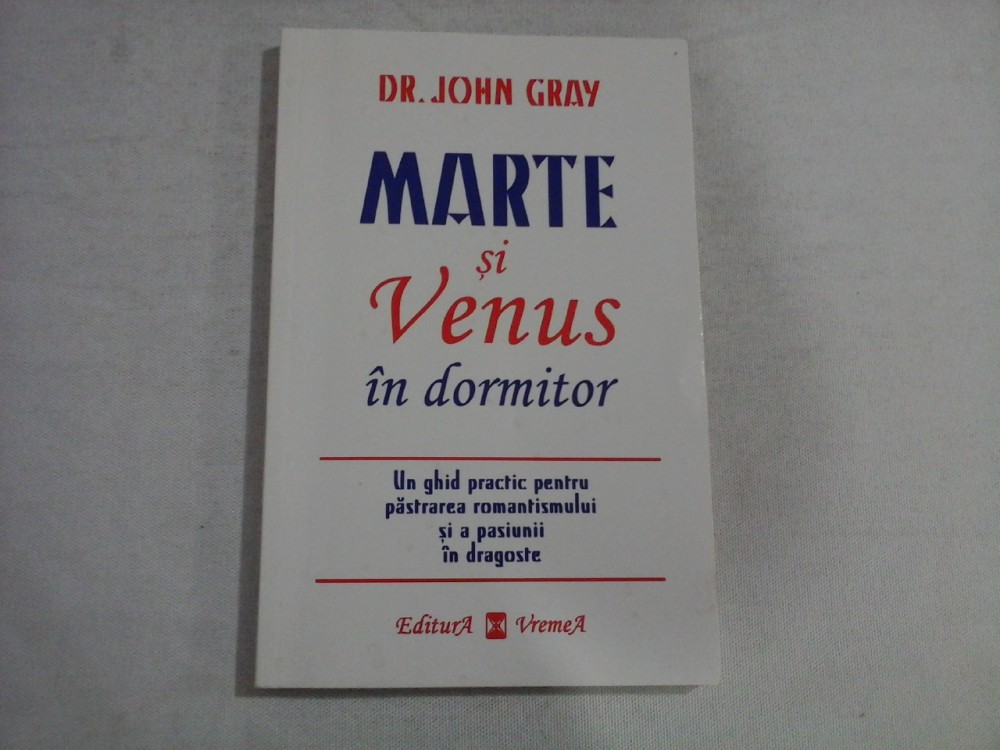 DR. JOHN GRAY
MARTE
și
Venus
în dormitor
Un ghid practic pentru
păstrarea romantismului
și a pasiunii
în dragoste
EditurA VremeA